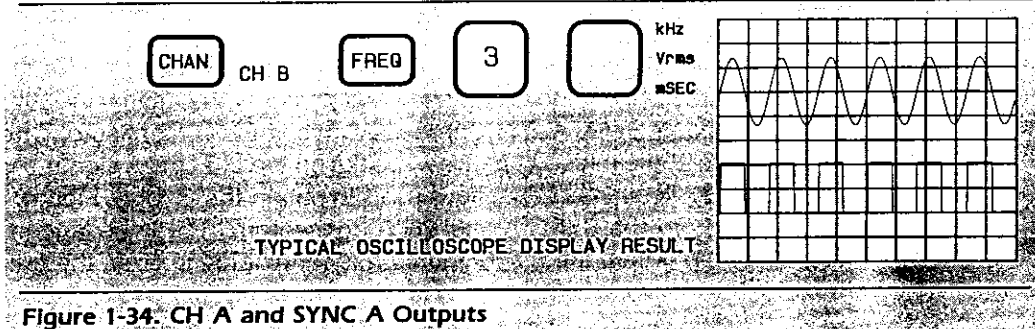 CHAN
CH B
FREQ
3
kHz
Vrms
mSEC
TYPICAL OSCILLOSCOPE DISPLAY RESULT
Figure 1-34. CH A and SYNC A Outputs